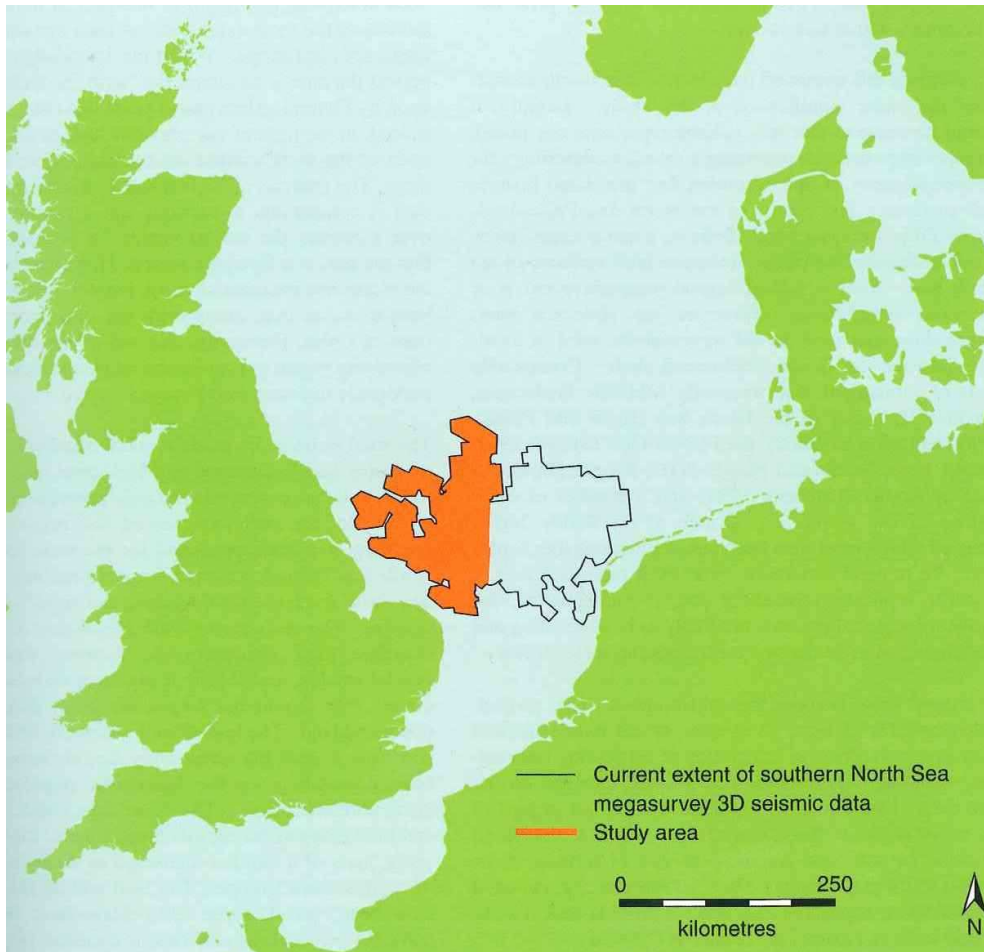 Current extent of southern North Sea
megasurvey 3D seismic data
Study area
0 250
kilometres
N